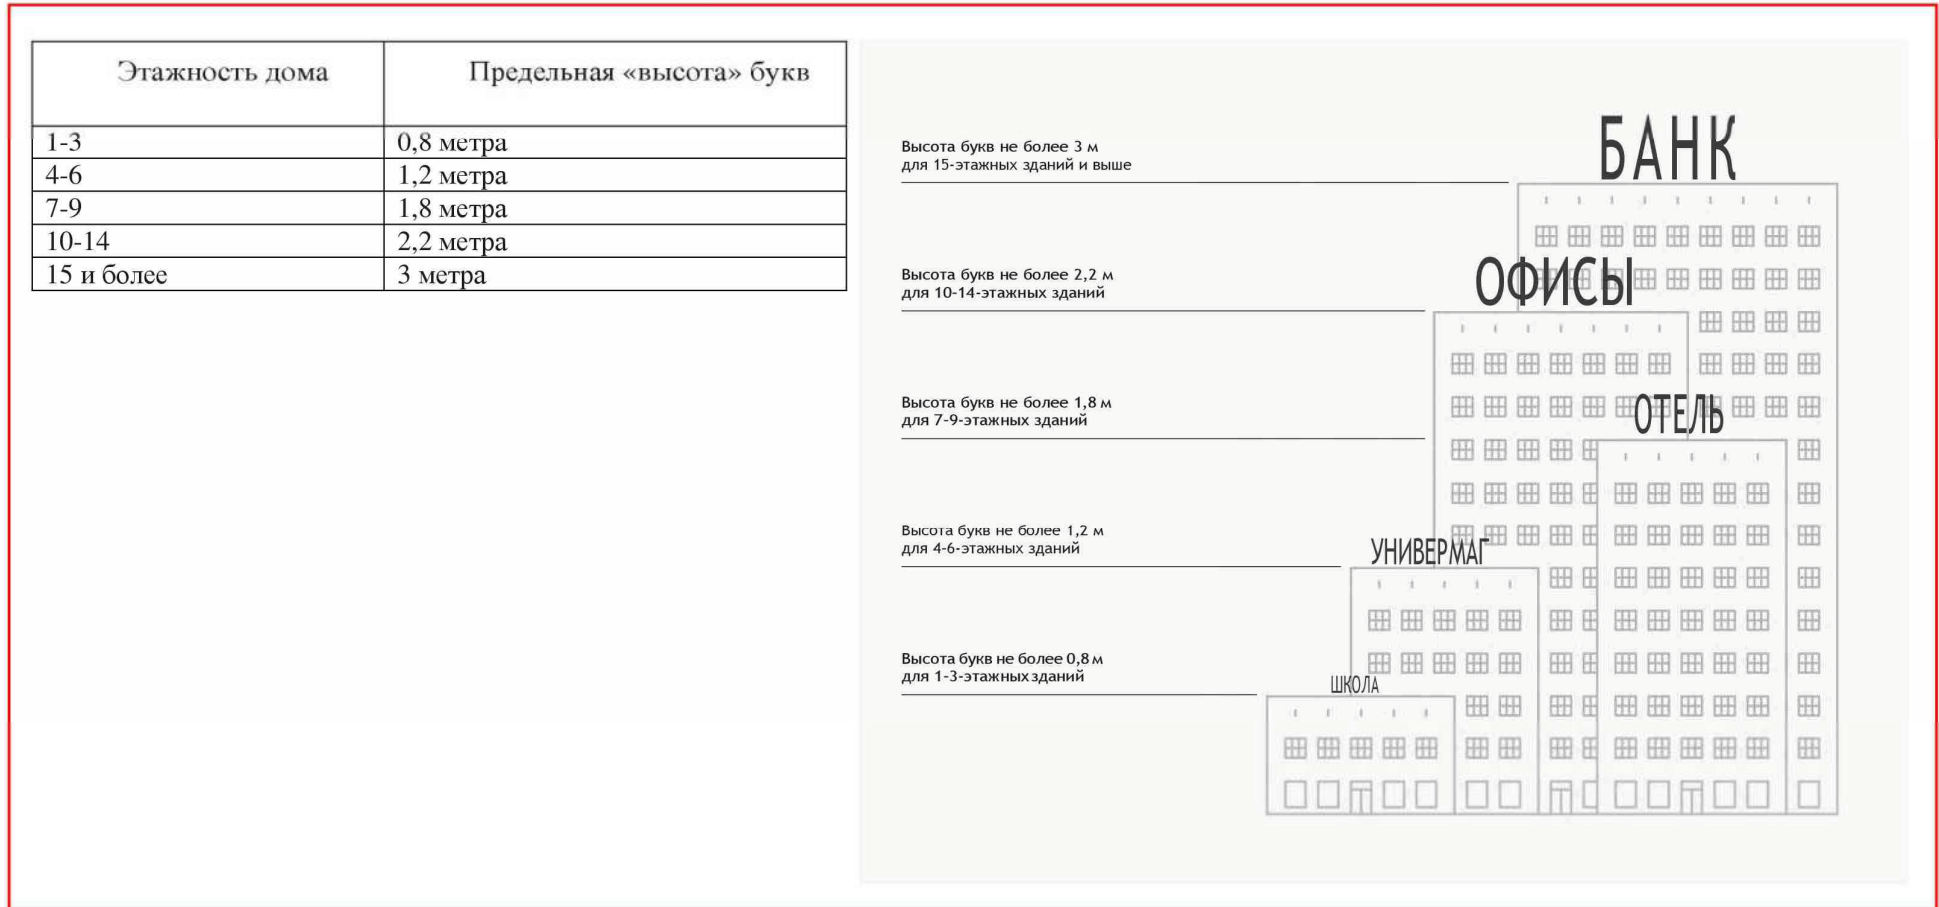 Этажность дома Предельная «высота» букв
1-3 0,8 метра
4-6 1,2 метра
7-9 1,8 метра
10-14 2,2 метра
15 и более 3 метра
Высота букв не более 3 м
для 15-этажных зданий и выше
БАНК
Высота букв не более 2,2 м
для 10-14-этажных зданий
ОФИСЫ
Высота букв не более 1,8 м
для 7-9-этажных зданий
ОТЕЛЬ
Высота букв не более 1,2 м
для 4-6-этажных зданий
УНИВЕРМАГ
Высота букв не более 0,8 м
для 1-3-этажных зданий
ШКОЛА